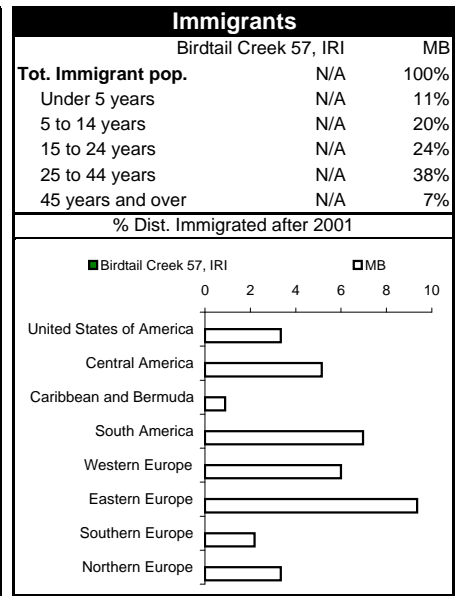 Immigrants
Birdtail Creek 57, IRI MB
Tot. Immigrant pop. N/A 100%
Under 5 years N/A 11%
5 to 14 years N/A 20%
15 to 24 years N/A 24%
25 to 44 years N/A 38%
45 years and over N/A 7%
% Dist. Immigrated after 2001
Birdtail Creek 57, IRI MB
0 2 4 6 8 10
United States of America
Central America
Caribbean and Bermuda
South America
Western Europe
Eastern Europe
Southern Europe
Northern Europe